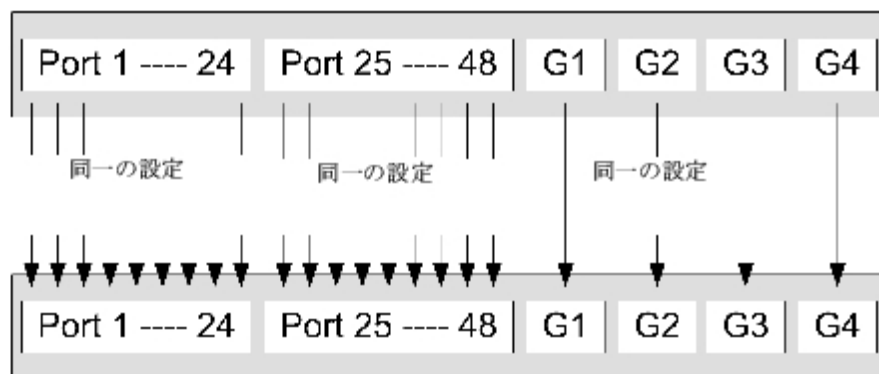 Port 1 ---- 24 Port 25 ---- 48 G1 G2 G3 G4
同一の設定 同一の設定 同一の設定
Port 1 ---- 24 Port 25 ---- 48 G1 G2 G3 G4